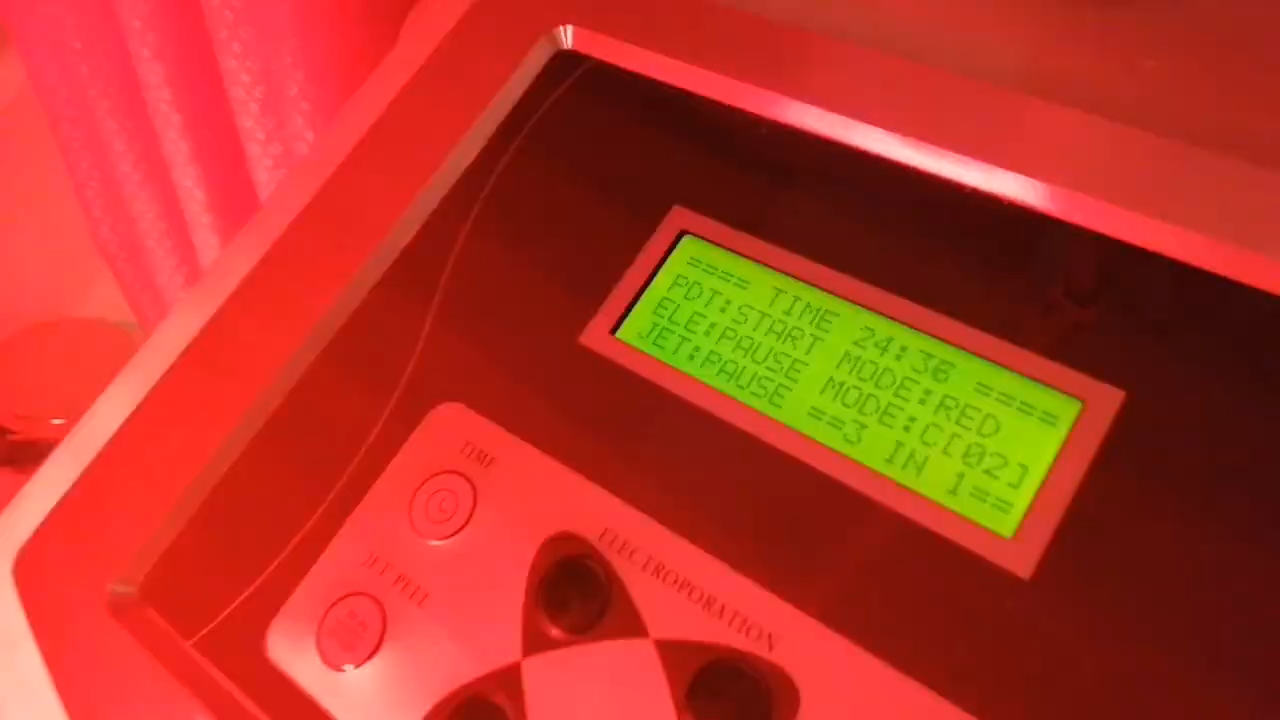 ==== TIME 24:36 ====
PDT:START MODE:RED
ELE:PAUSE MODE:C[02]
JET:PAUSE ==3 IN 1==
TIME
JET PEEL
ELECTROPORATION